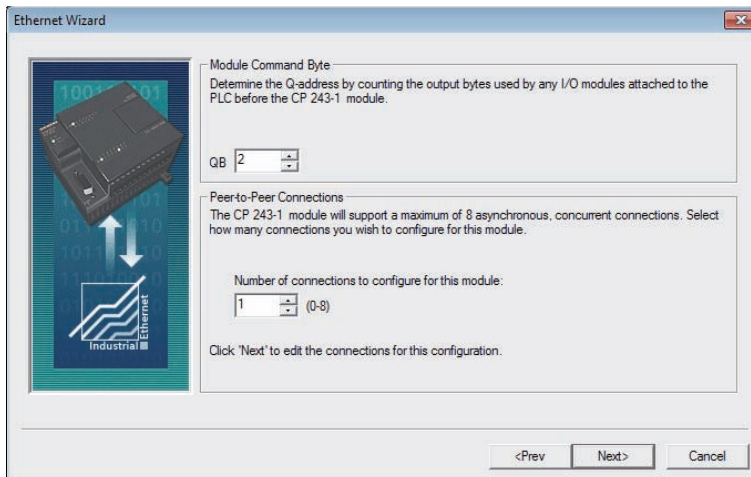 Ethernet Wizard
Module Command Byte
Determine the Q-address by counting the output bytes used by any I/O modules attached to the
PLC before the CP 243-1 module.
QB 2
Peer-to-Peer Connections
The CP 243-1 module will support a maximum of 8 asynchronous, concurrent connections. Select
how many connections you wish to configure for this module.
Number of connections to configure for this module:
1 (0-8)
Click 'Next' to edit the connections for this configuration.
Industrial
Ethernet
<Prev
Next>
Cancel